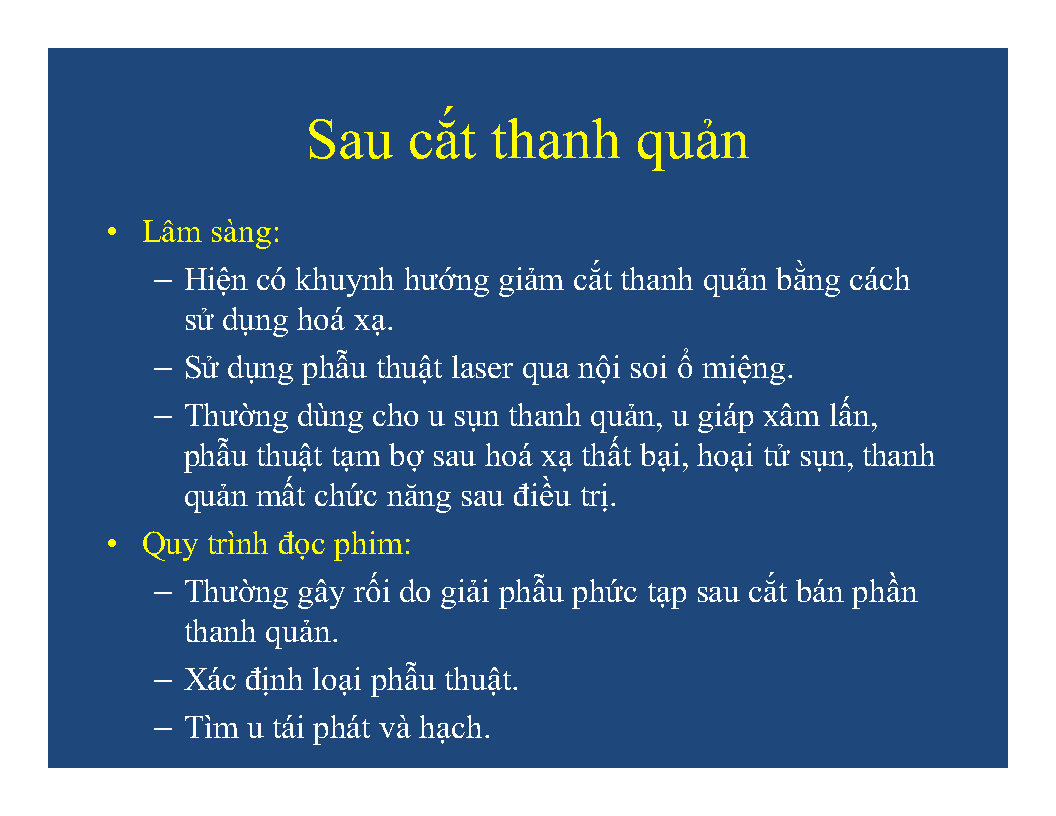 Sau cắt thanh quản
• Lâm sàng:
– Hiện có khuynh hướng giảm cắt thanh quản bằng cách
sử dụng hoá xạ.
– Sử dụng phẫu thuật laser qua nội soi ổ miệng.
– Thường dùng cho u sụn thanh quản, u giáp xâm lấn,
phẫu thuật tạm bợ sau hoá xạ thất bại, hoại tử sụn, thanh
quản mất chức năng sau điều trị.
• Quy trình đọc phim:
– Thường gây rối do giải phẫu phức tạp sau cắt bán phần
thanh quản.
– Xác định loại phẫu thuật.
– Tìm u tái phát và hạch.